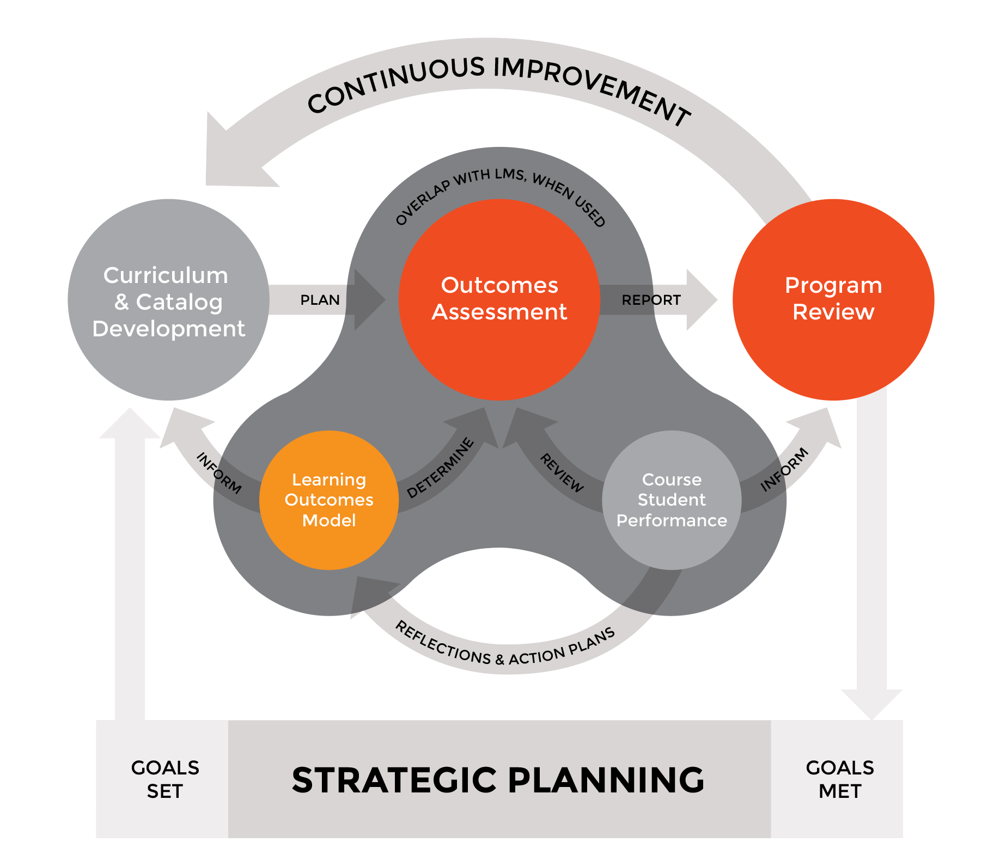 CONTINUOUS IMPROVEMENT
OVERLAP WITH LMS, WHEN USED
Curriculum
& Catalog
Development
PLAN
Outcomes
Assessment
REPORT
Program
Review
INFORM
Learning
Outcomes
Model
DETERMINE
REVIEW
Course
Student
Performance
INFORM
REFLECTIONS & ACTION PLANS
GOALS
SET
STRATEGIC PLANNING
GOALS
MET